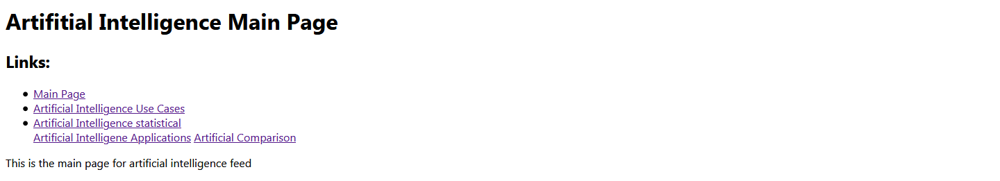 Artifitial Intelligence Main Page
Links:
Main Page
Artificial Intelligence Use Cases
Artificial Intelligence statistical
Artificial Intelligene Applications Artificial Comparison
This is the main page for artificial intelligence feed